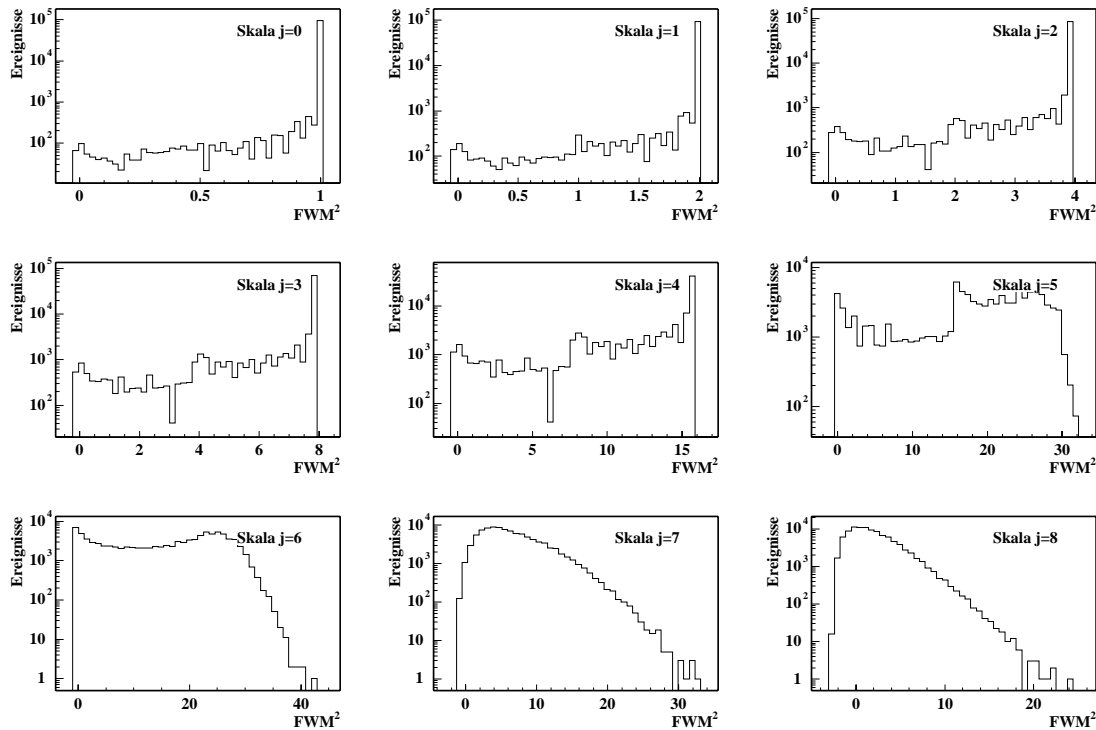 Ereignisse
Skala j=0
10^5
10^4
10^3
10^2
0 0.5 1
FWM^2
Ereignisse
Skala j=1
10^5
10^4
10^3
10^2
0 0.5 1 1.5 2
FWM^2
Ereignisse
Skala j=2
10^5
10^4
10^3
10^2
0 1 2 3 4
FWM^2
Ereignisse
Skala j=3
10^5
10^4
10^3
10^2
0 2 4 6 8
FWM^2
Ereignisse
Skala j=4
10^4
10^3
10^2
0 5 10 15
FWM^2
Ereignisse
Skala j=5
10^4
10^3
10^2
0 10 20 30
FWM^2
Ereignisse
Skala j=6
10^4
10^3
10^2
10
1
0 20 40
FWM^2
Ereignisse
Skala j=7
10^4
10^3
10^2
10
1
0 10 20 30
FWM^2
Ereignisse
Skala j=8
10^4
10^3
10^2
10
1
0 10 20
FWM^2